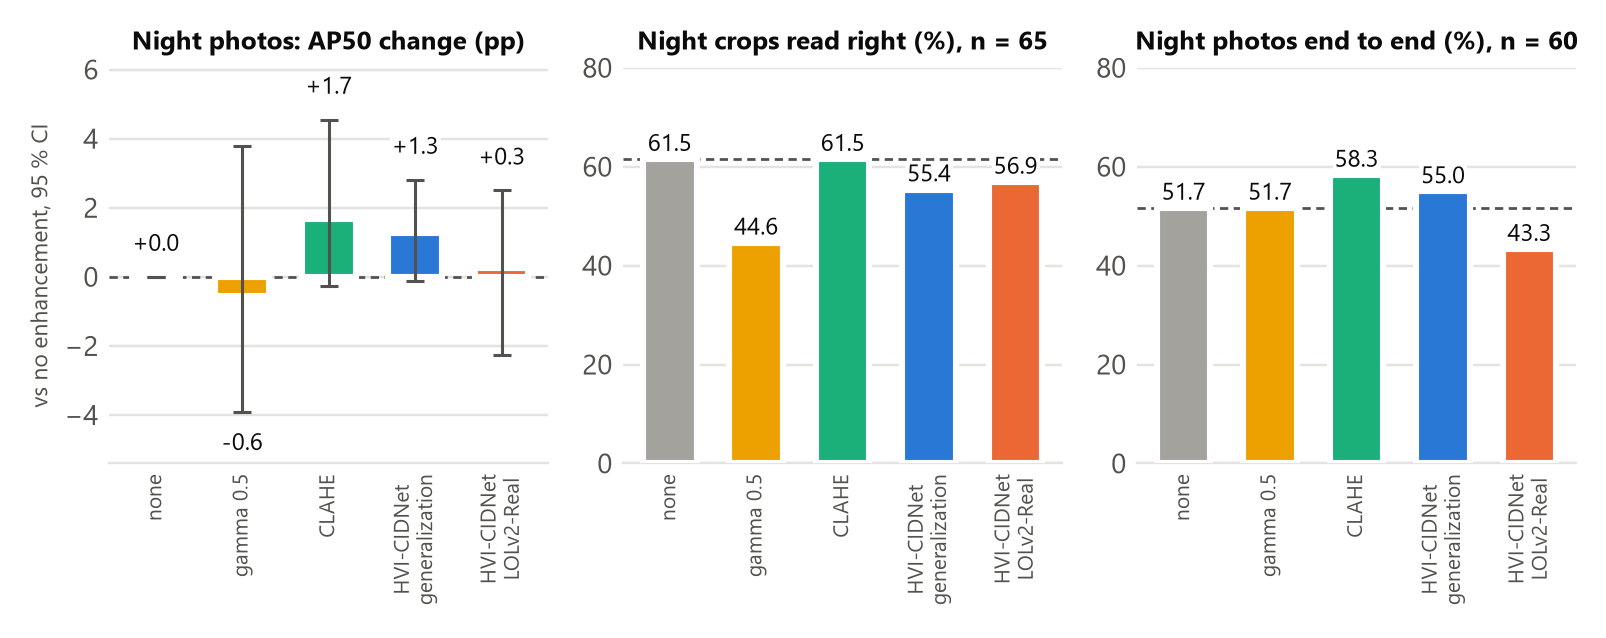 Night photos: AP50 change (pp)
vs no enhancement, 95 % CI
6
4
2
0
−2
−4
+0.0
-0.6
+1.7
+1.3
+0.3
none
gamma 0.5
CLAHE
HVI-CIDNet
generalization
HVI-CIDNet
LOLv2-Real
Night crops read right (%), n = 65
80
60
40
20
0
61.5
44.6
61.5
55.4
56.9
none
gamma 0.5
CLAHE
HVI-CIDNet
generalization
HVI-CIDNet
LOLv2-Real
Night photos end to end (%), n = 60
80
60
40
20
0
51.7
51.7
58.3
55.0
43.3
none
gamma 0.5
CLAHE
HVI-CIDNet
generalization
HVI-CIDNet
LOLv2-Real